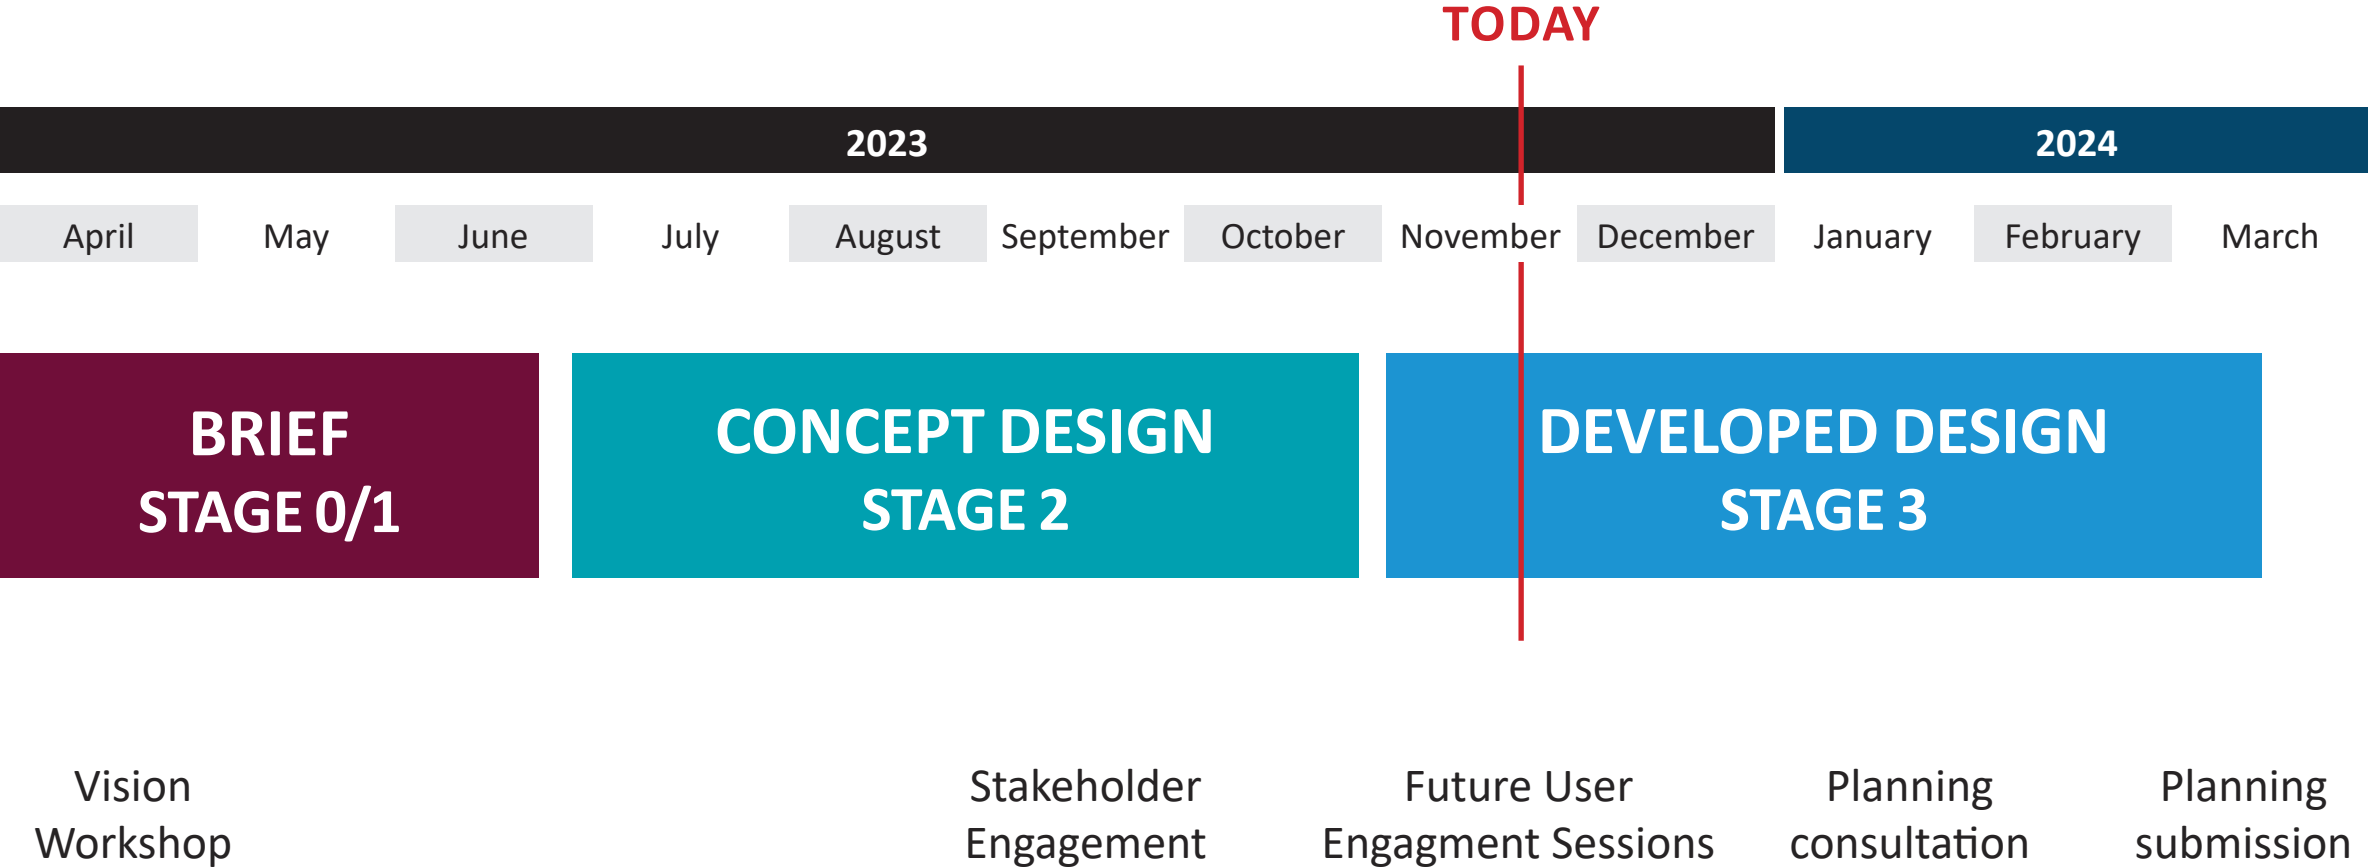 TODAY
2023 2024
April May June July August September October November December January February March
BRIEF
STAGE 0/1
CONCEPT DESIGN
STAGE 2
DEVELOPED DESIGN
STAGE 3
Vision
Workshop
Stakeholder
Engagement
Future User
Engagment Sessions
Planning
consultation
Planning
submission